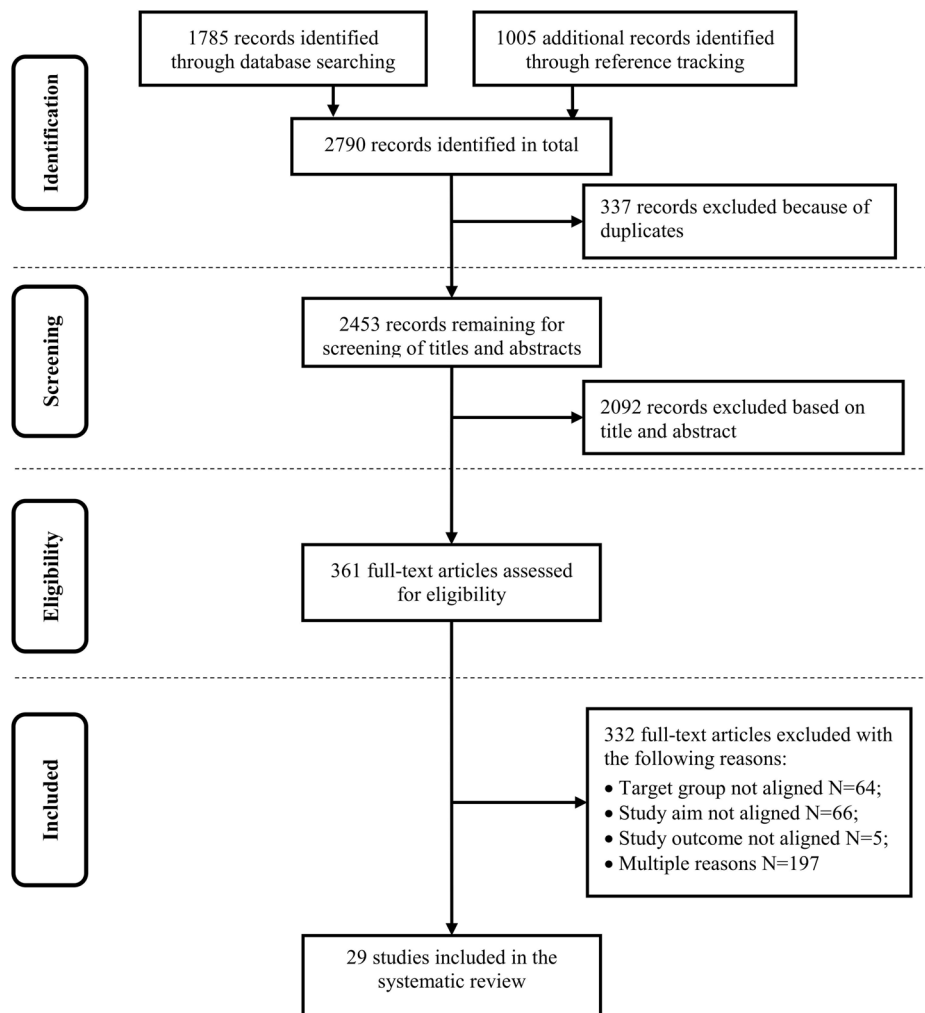 1785 records identified
through database searching
1005 additional records identified
through reference tracking
Identification
2790 records identified in total
337 records excluded because of
duplicates
Screening
2453 records remaining for
screening of titles and abstracts
2092 records excluded based on
title and abstract
Eligibility
361 full-text articles assessed
for eligibility
Included
332 full-text articles excluded with
the following reasons:
• Target group not aligned N=64;
• Study aim not aligned N=66;
• Study outcome not aligned N=5;
• Multiple reasons N=197
29 studies included in the
systematic review